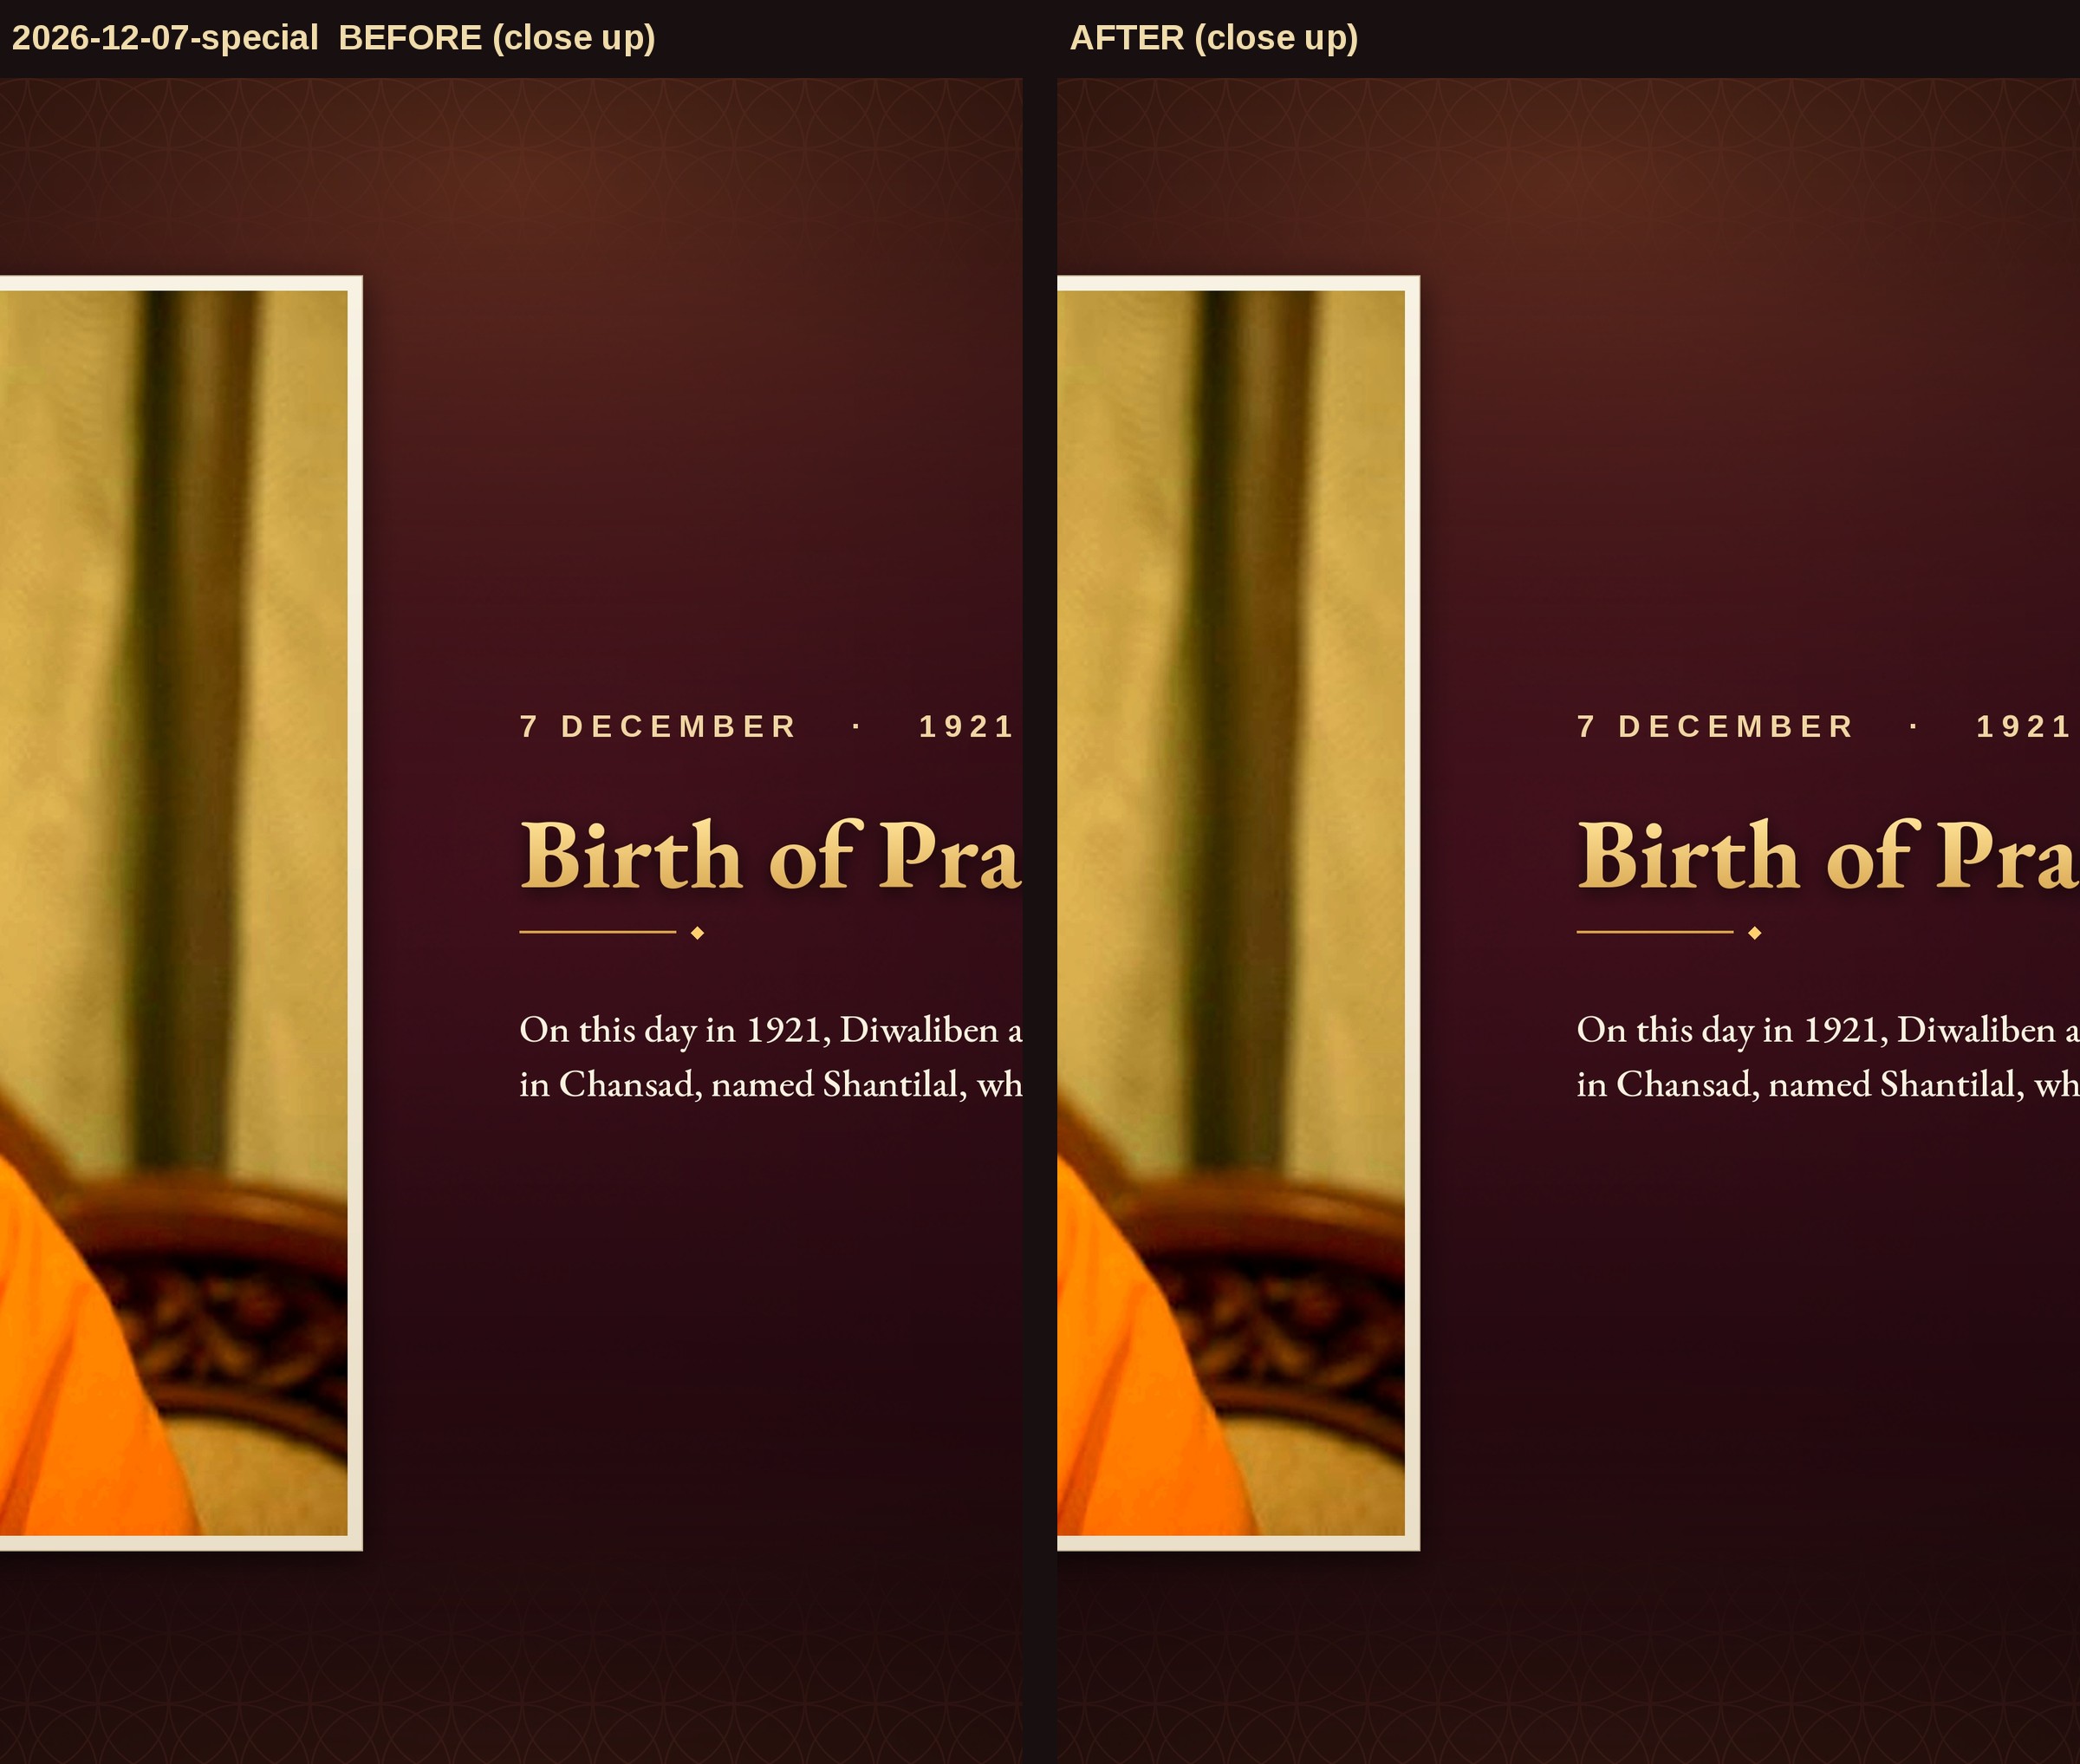 2026-12-07-special BEFORE (close up)
7 DECEMBER · 1921
Birth of Pra
On this day in 1921, Diwaliben a
in Chansad, named Shantilal, wh
AFTER (close up)
7 DECEMBER · 1921
Birth of Pra
On this day in 1921, Diwaliben a
in Chansad, named Shantilal, wh